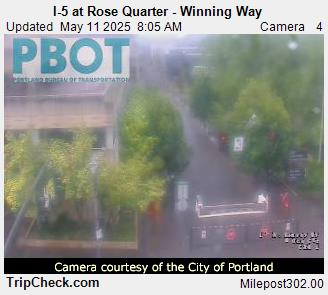 I-5 at Rose Quarter - Winning Way
Updated May 11 2025 8:05 AM Camera 4
PBOT
PORTLAND BUREAU OF TRANSPORTATION
Camera courtesy of the City of Portland
TripCheck.com Milepost302.00